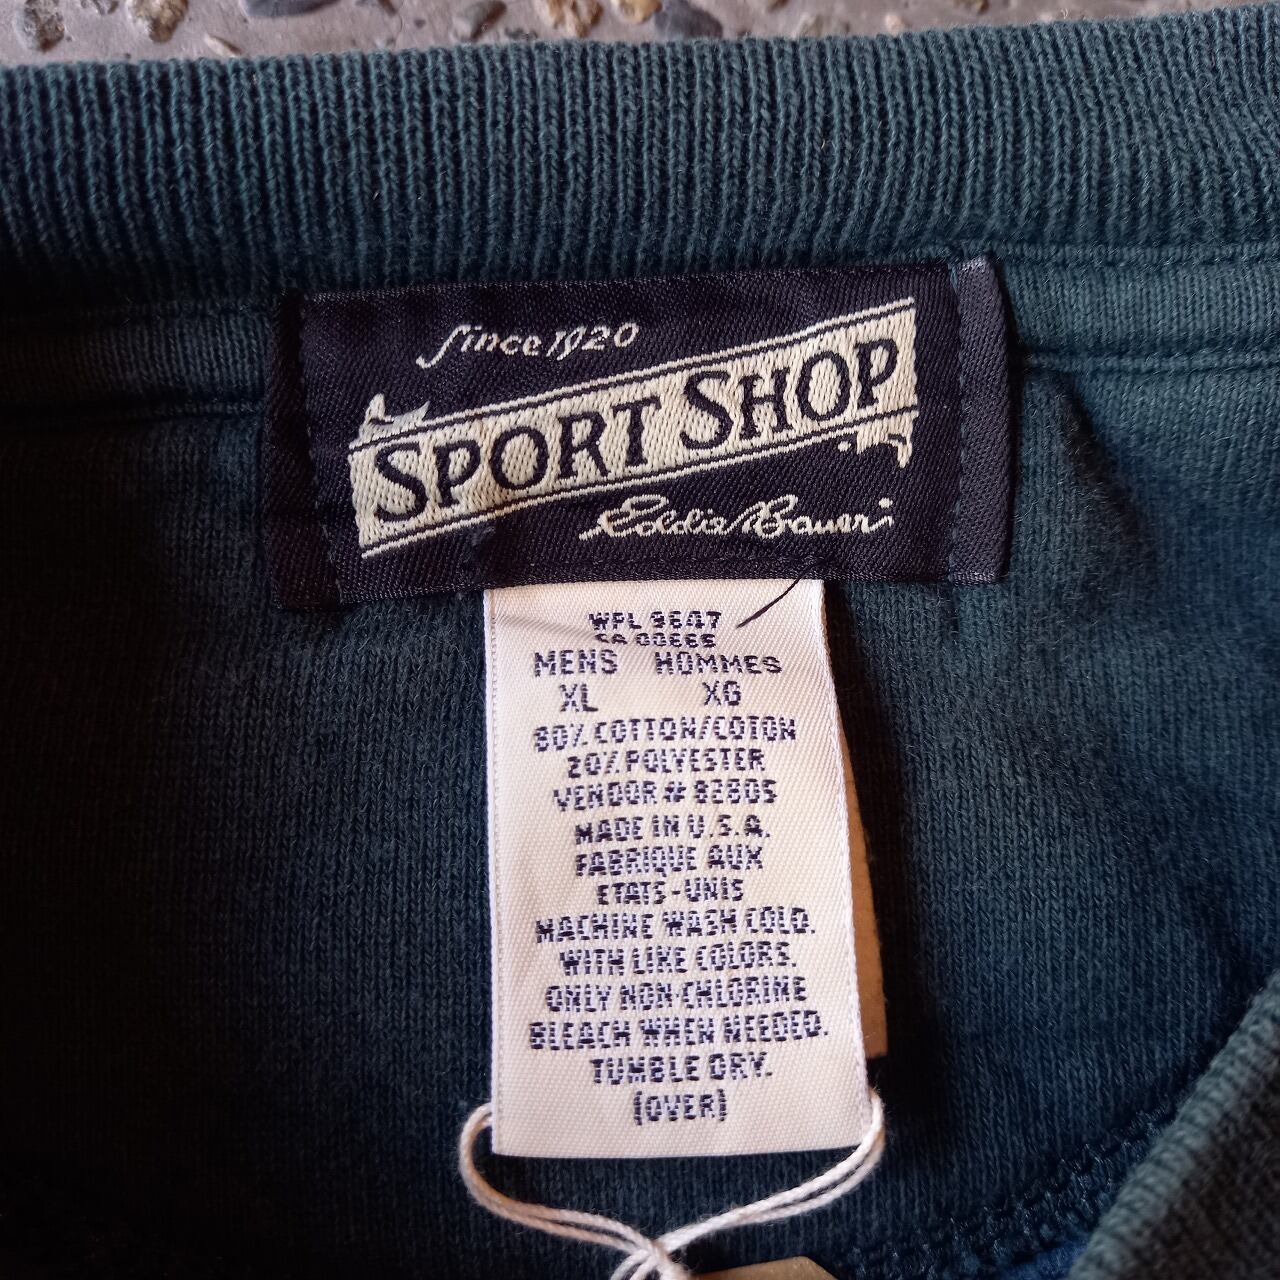 Since 1920
SPORT SHOP
Eddie Bauer
WPL 9647
CA 00665
MENS HOMMES
XL XG
80% COTTON/COTON
20% POLYESTER
VENDOR # 82805
MADE IN U.S.A.
FABRIQUE AUX
ETATS-UNIS
MACHINE WASH COLD.
WITH LIKE COLORS.
ONLY NON-CHLORINE
BLEACH WHEN NEEDED.
TUMBLE DRY.
(OVER)